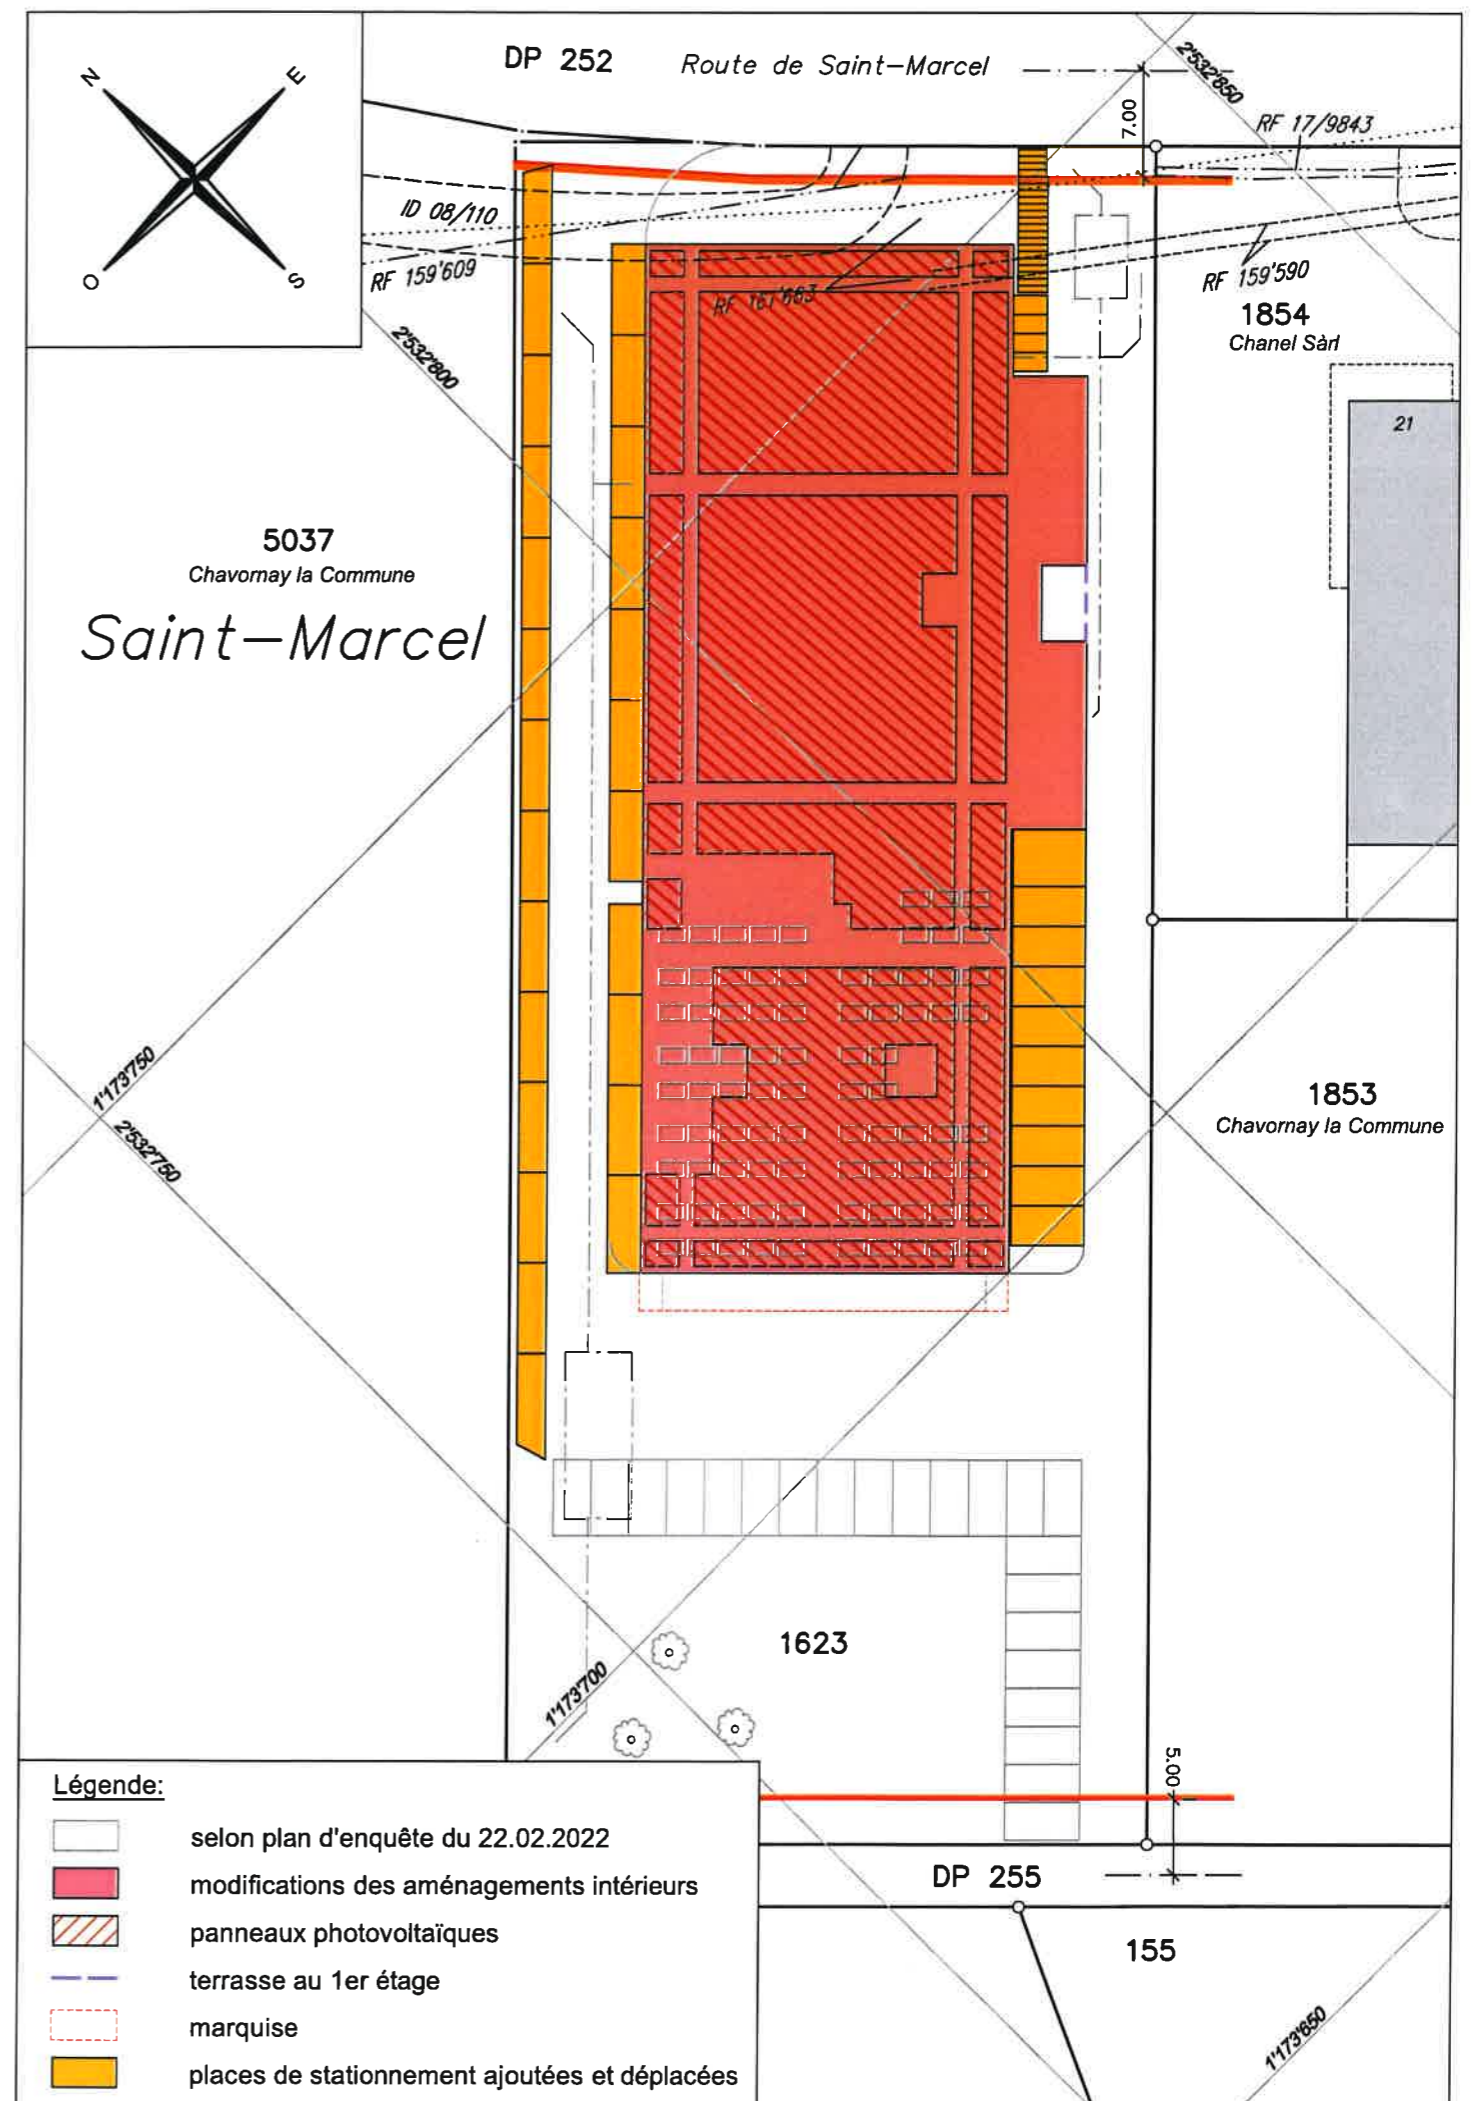 N
E
O
S
DP 252
Route de Saint-Marcel
2'532'850
7.00
RF 17/9843
ID 08/110
RF 159'609
RF 161'683
RF 159'590
1854
Chanel Sàrl
2'532'800
21
5037
Chavornay la Commune
Saint-Marcel
1'173'750
2'532'750
1853
Chavornay la Commune
1623
1'173'700
5.00
DP 255
155
1'173'650
Légende:
selon plan d'enquête du 22.02.2022
modifications des aménagements intérieurs
panneaux photovoltaïques
terrasse au 1er étage
marquise
places de stationnement ajoutées et déplacées